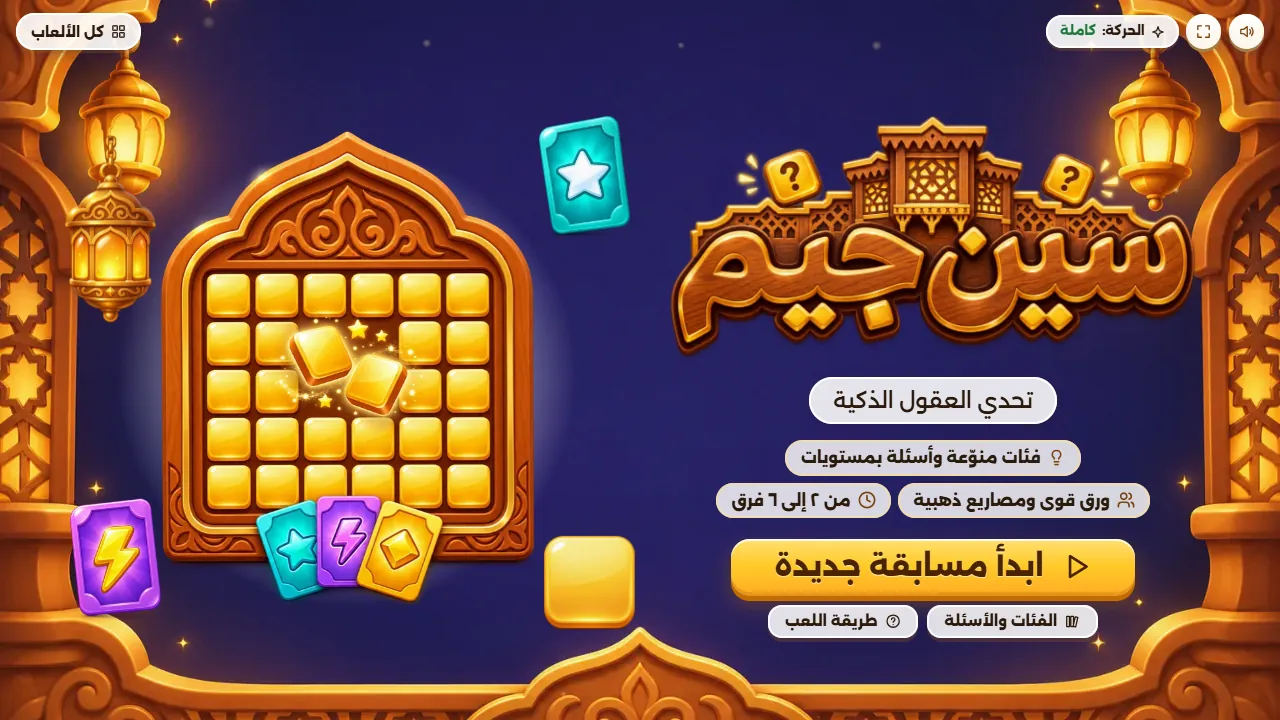 الحركة: كاملة
كل الألعاب
? ?
سين جيم
تحدي العقول الذكية
فئات منوّعة وأسئلة بمستويات
ورق قوى ومصاريع ذهبية
من ٢ إلى ٦ فرق
ابدأ مسابقة جديدة
الفئات والأسئلة
طريقة اللعب